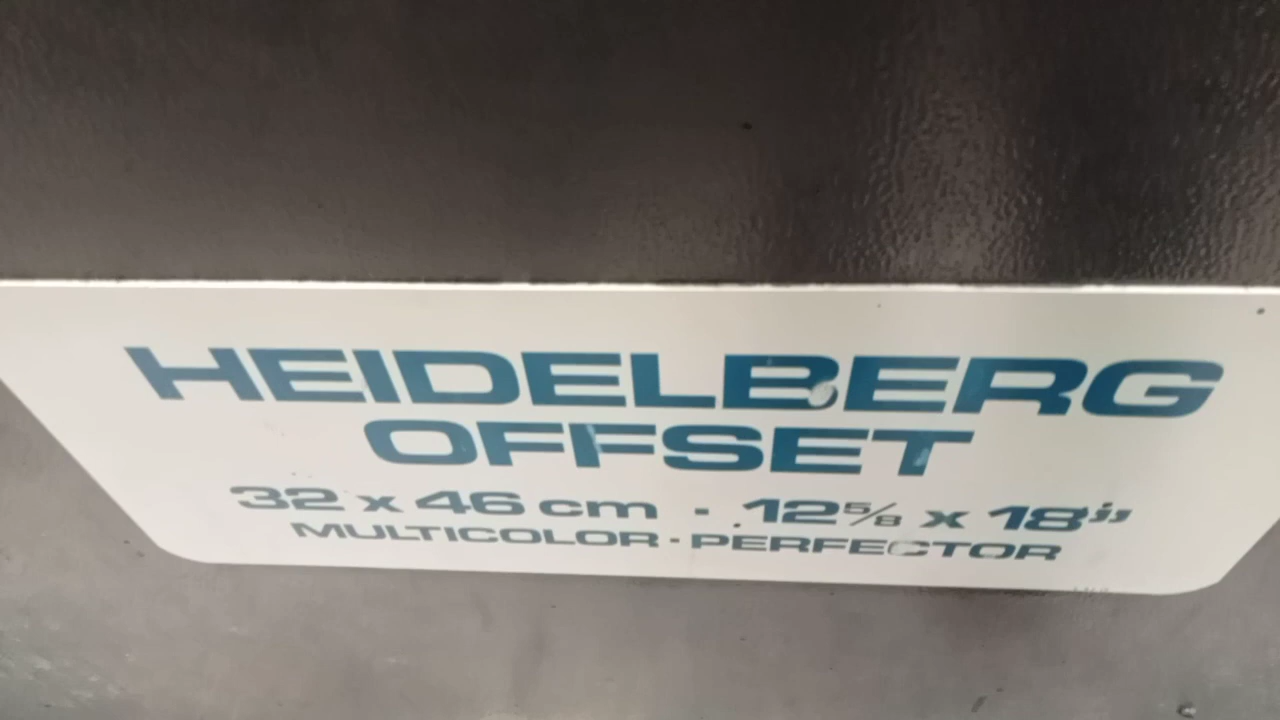 HEIDELBERG
OFFSET
32 x 46 cm · 12⅝ x 18"
MULTICOLOR · PERFECTOR